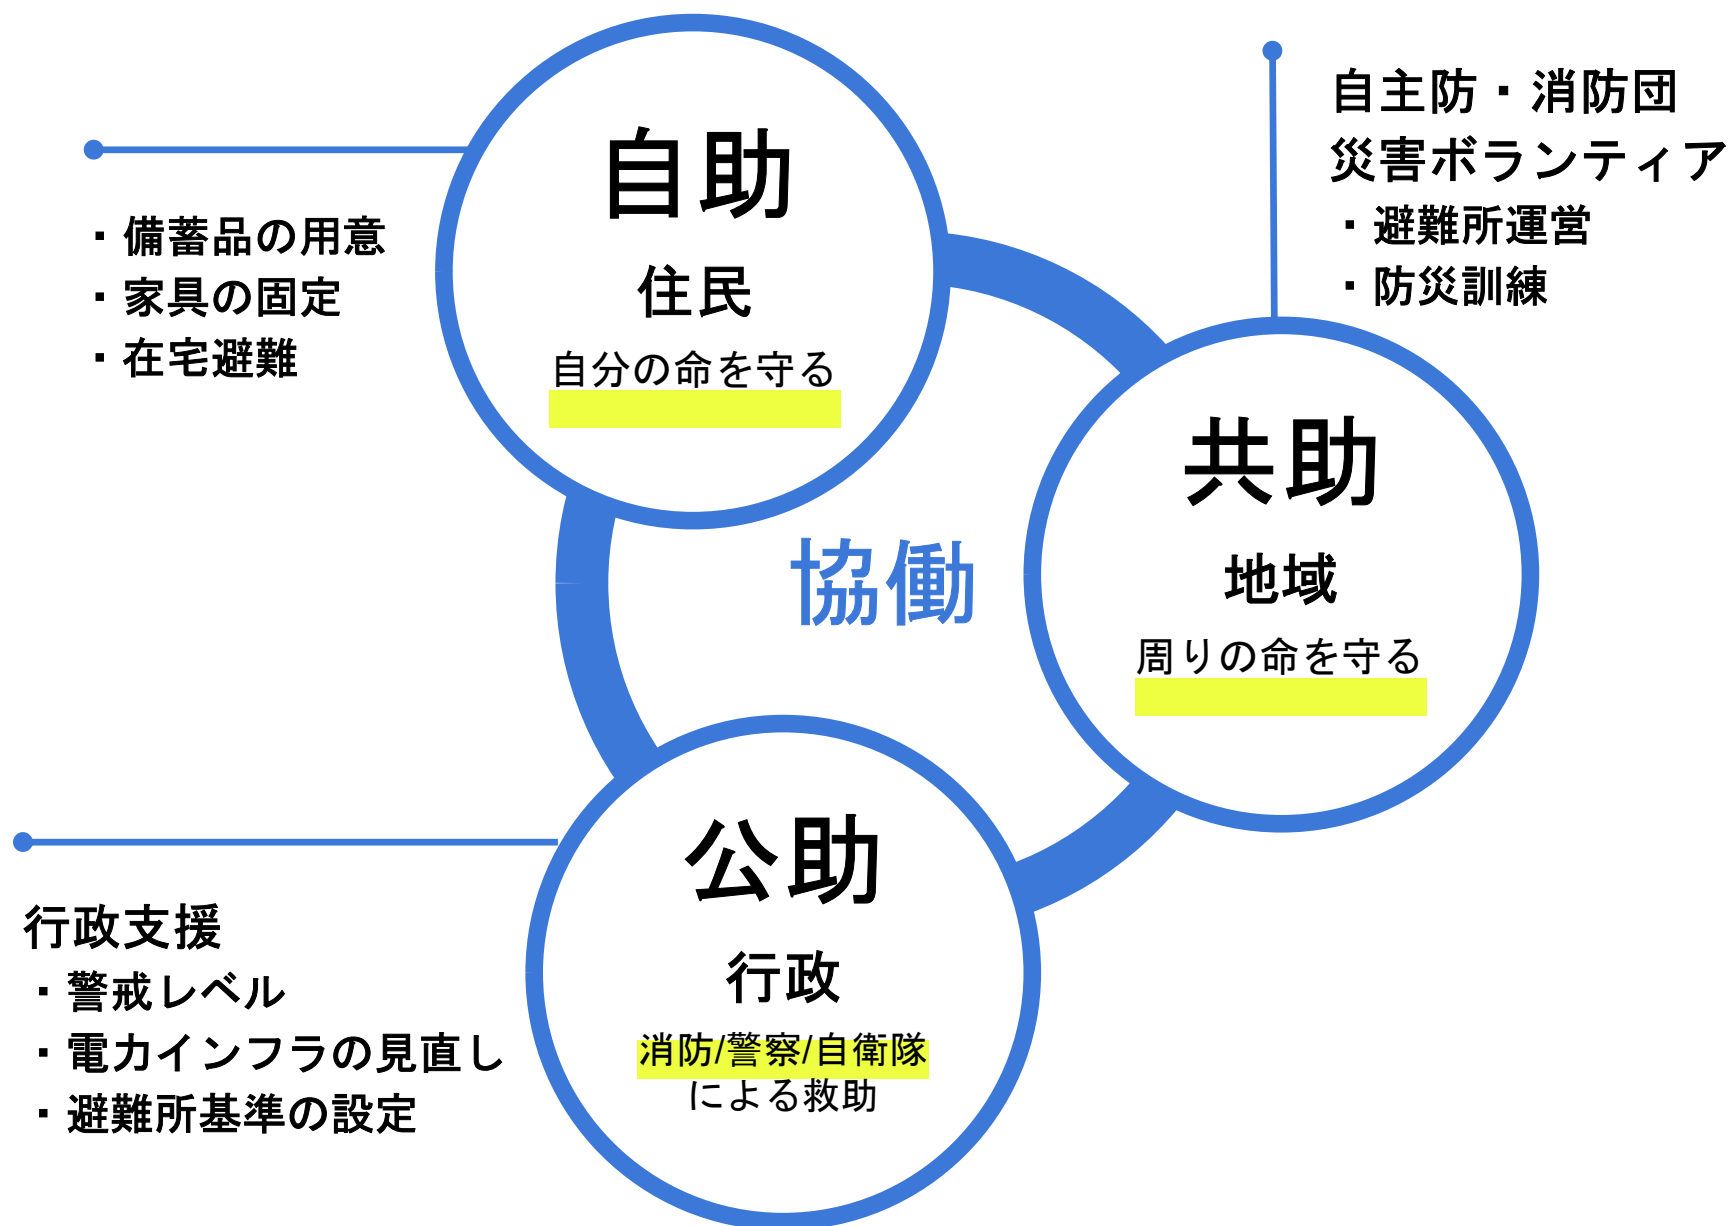 自助
住民
自分の命を守る
・備蓄品の用意
・家具の固定
・在宅避難
自主防・消防団
災害ボランティア
・避難所運営
・防災訓練
共助
地域
周りの命を守る
協働
公助
行政
消防/警察/自衛隊
による救助
行政支援
・警戒レベル
・電力インフラの見直し
・避難所基準の設定